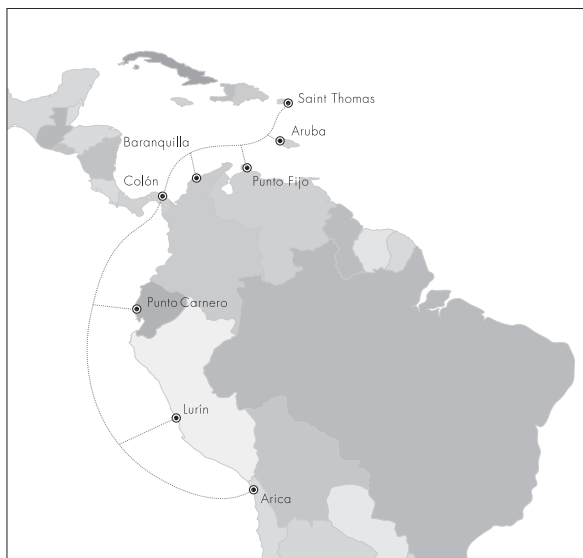 Saint Thomas
Aruba
Baranquilla
Punto Fijo
Colón
Punto Carnero
Lurín
Arica